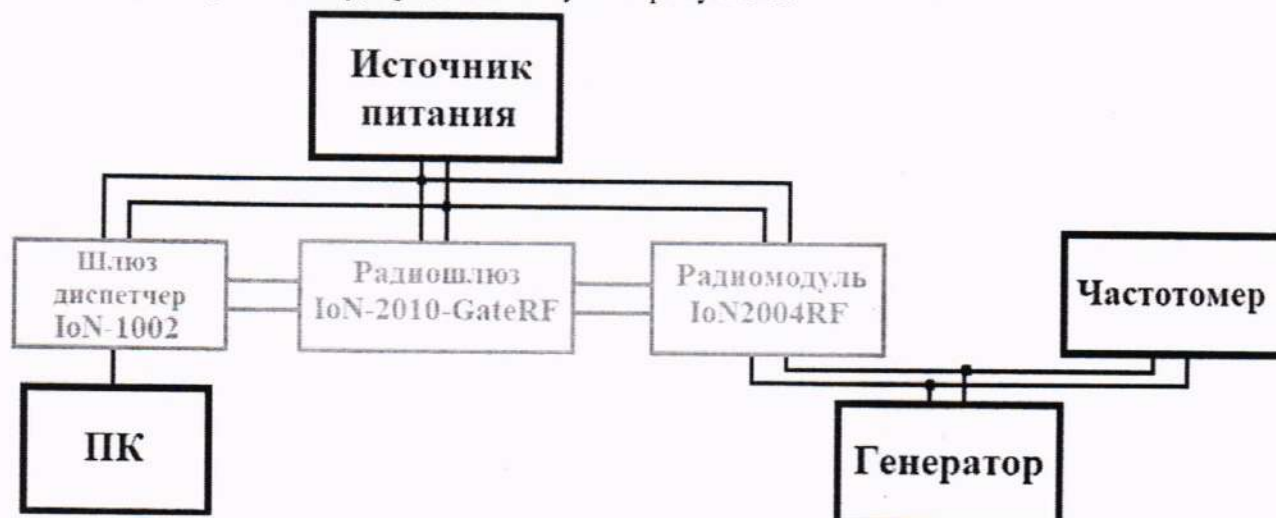 Источник
питания
Шлюз
диспетчер
IoN-1002
Радиошлюз
IoN-2010-GateRF
Радиомодуль
IoN2004RF
Частотомер
ПК
Генератор